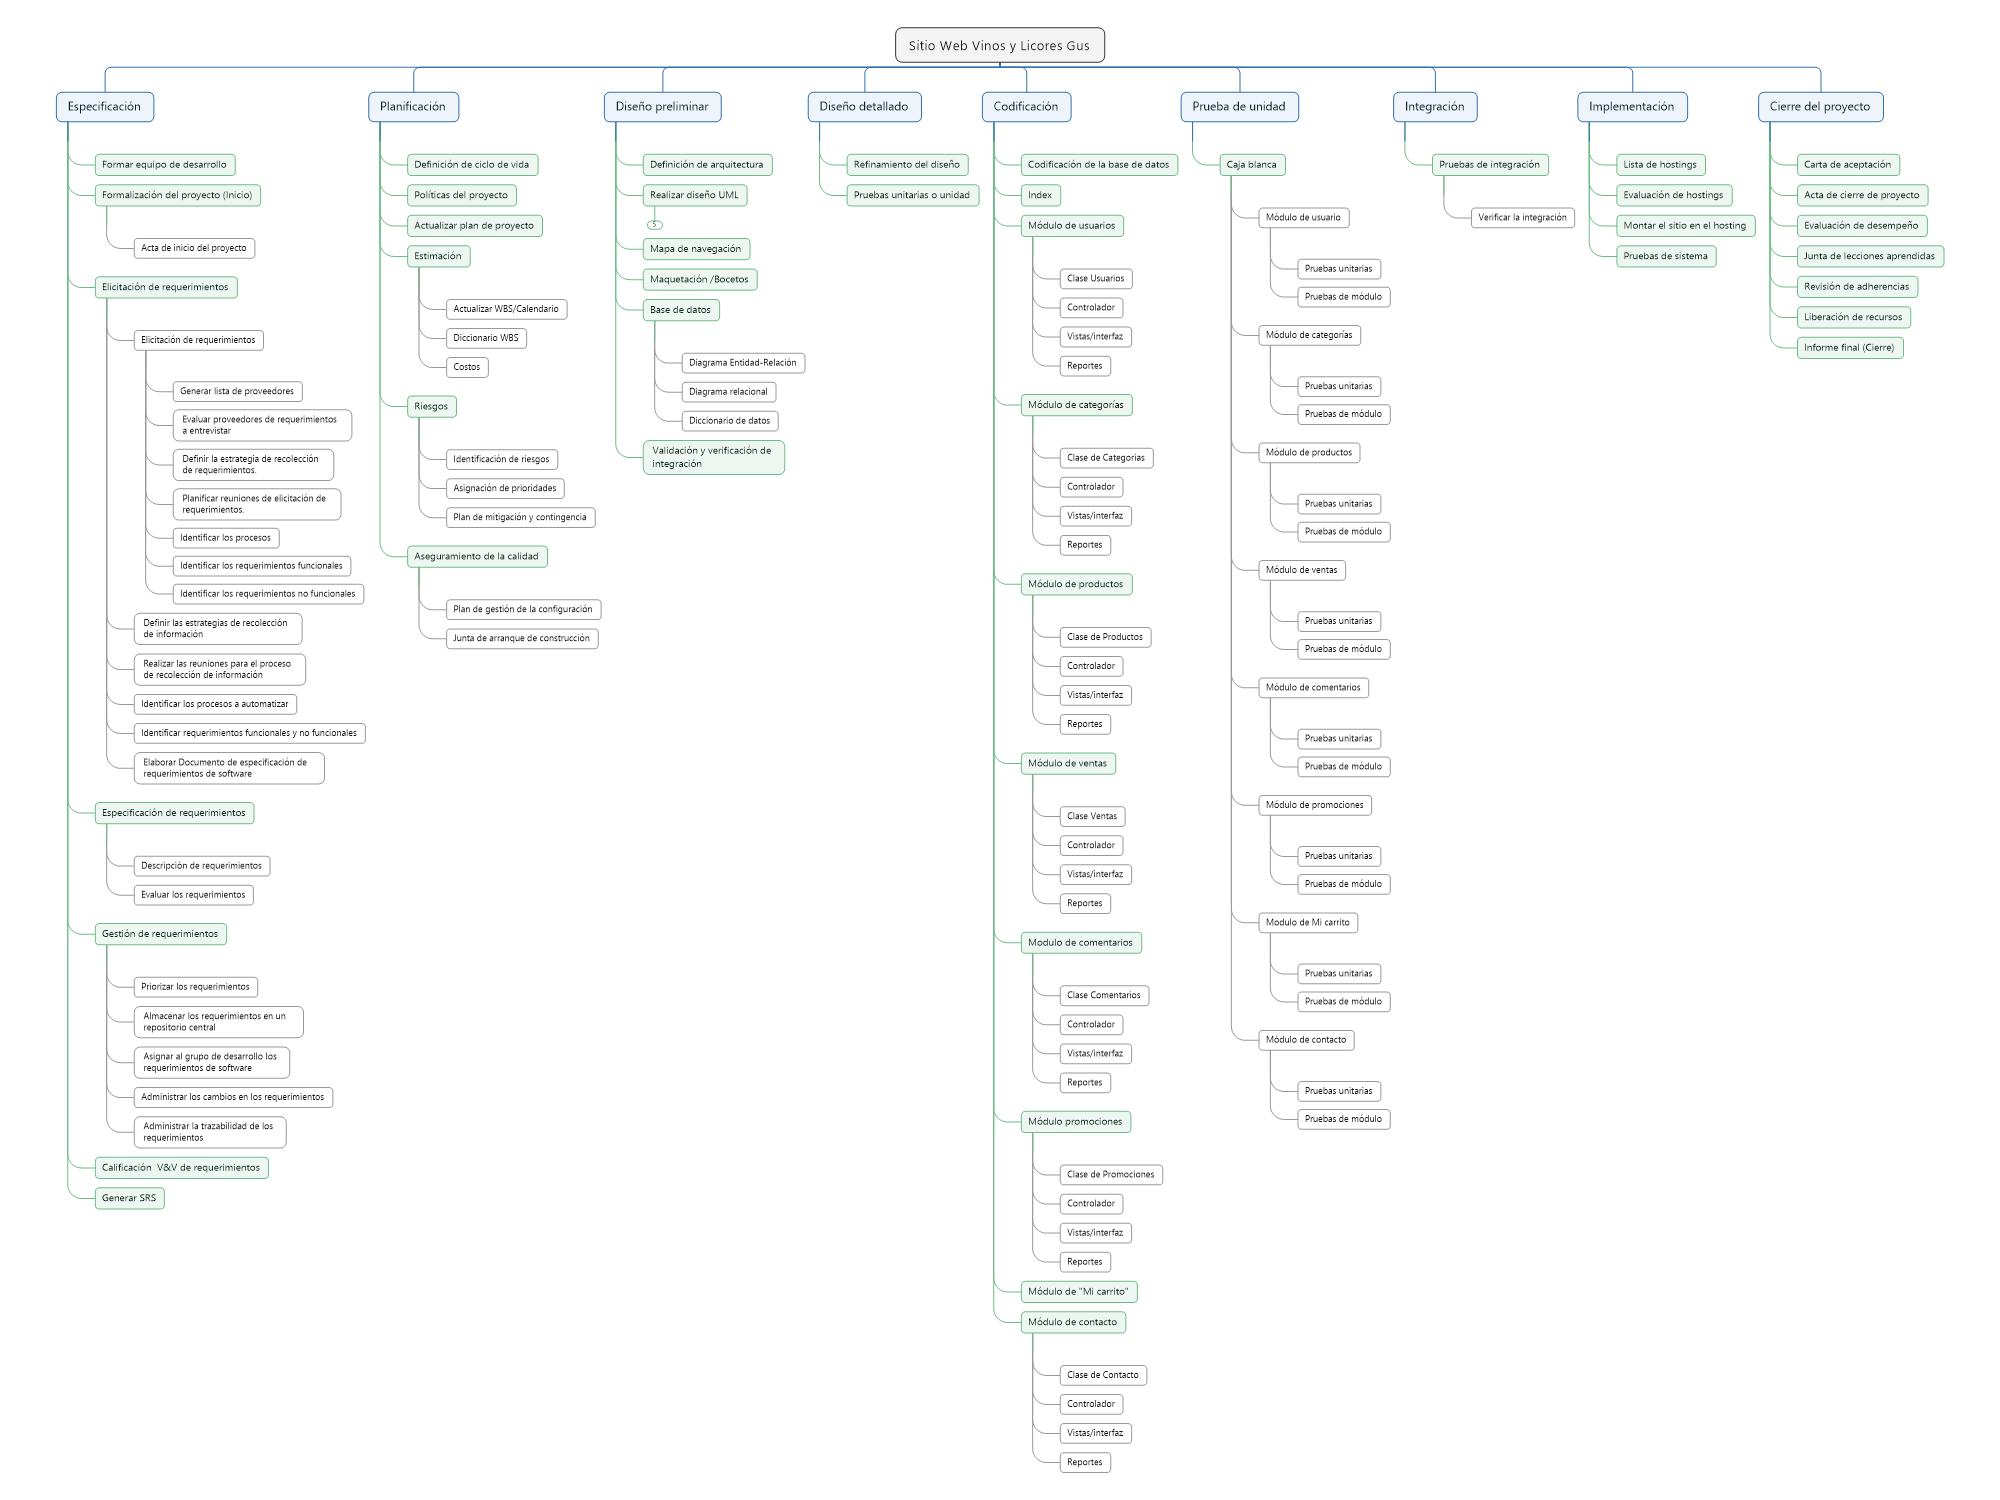 Sitio Web Vinos y Licores Gus
Especificación
Formar equipo de desarrollo
Formalización del proyecto (Inicio)
Acta de inicio del proyecto
Elicitación de requerimientos
Elicitación de requerimientos
Generar lista de proveedores
Evaluar proveedores de requerimientos
a entrevistar
Definir la estrategia de recolección
de requerimientos.
Planificar reuniones de elicitación de
requerimientos.
Identificar los procesos
Identificar los requerimientos funcionales
Identificar los requerimientos no funcionales
Definir las estrategias de recolección
de información
Realizar las reuniones para el proceso
de recolección de información
Identificar los procesos a automatizar
Identificar requerimientos funcionales y no funcionales
Elaborar Documento de especificación de
requerimientos de software
Especificación de requerimientos
Descripción de requerimientos
Evaluar los requerimientos
Gestión de requerimientos
Priorizar los requerimientos
Almacenar los requerimientos en un
repositorio central
Asignar al grupo de desarrollo los
requerimientos de software
Administrar los cambios en los requerimientos
Administrar la trazabilidad de los
requerimientos
Calificación  V&V de requerimientos
Generar SRS
Planificación
Definición de ciclo de vida
Políticas del proyecto
Actualizar plan de proyecto
Estimación
Actualizar WBS/Calendario
Diccionario WBS
Costos
Riesgos
Identificación de riesgos
Asignación de prioridades
Plan de mitigación y contingencia
Aseguramiento de la calidad
Plan de gestión de la configuración
Junta de arranque de construcción
Diseño preliminar
Definición de arquitectura
Realizar diseño UML
5
Mapa de navegación
Maquetación /Bocetos
Base de datos
Diagrama Entidad-Relación
Diagrama relacional
Diccionario de datos
Validación y verificación de
integración
Diseño detallado
Refinamiento del diseño
Pruebas unitarias o unidad
Codificación
Codificación de la base de datos
Index
Módulo de usuarios
Clase Usuarios
Controlador
Vistas/interfaz
Reportes
Módulo de categorías
Clase de Categorias
Controlador
Vistas/interfaz
Reportes
Módulo de productos
Clase de Productos
Controlador
Vistas/interfaz
Reportes
Módulo de ventas
Clase Ventas
Controlador
Vistas/interfaz
Reportes
Modulo de comentarios
Clase Comentarios
Controlador
Vistas/interfaz
Reportes
Módulo promociones
Clase de Promociones
Controlador
Vistas/interfaz
Reportes
Módulo de "Mi carrito"
Módulo de contacto
Clase de Contacto
Controlador
Vistas/interfaz
Reportes
Prueba de unidad
Caja blanca
Módulo de usuario
Pruebas unitarias
Pruebas de módulo
Módulo de categorías
Pruebas unitarias
Pruebas de módulo
Módulo de productos
Pruebas unitarias
Pruebas de módulo
Módulo de ventas
Pruebas unitarias
Pruebas de módulo
Módulo de comentarios
Pruebas unitarias
Pruebas de módulo
Módulo de promociones
Pruebas unitarias
Pruebas de módulo
Modulo de Mi carrito
Pruebas unitarias
Pruebas de módulo
Módulo de contacto
Pruebas unitarias
Pruebas de módulo
Integración
Pruebas de integración
Verificar la integración
Implementación
Lista de hostings
Evaluación de hostings
Montar el sitio en el hosting
Pruebas de sistema
Cierre del proyecto
Carta de aceptación
Acta de cierre de proyecto
Evaluación de desempeño
Junta de lecciones aprendidas
Revisión de adherencias
Liberación de recursos
Informe final (Cierre)